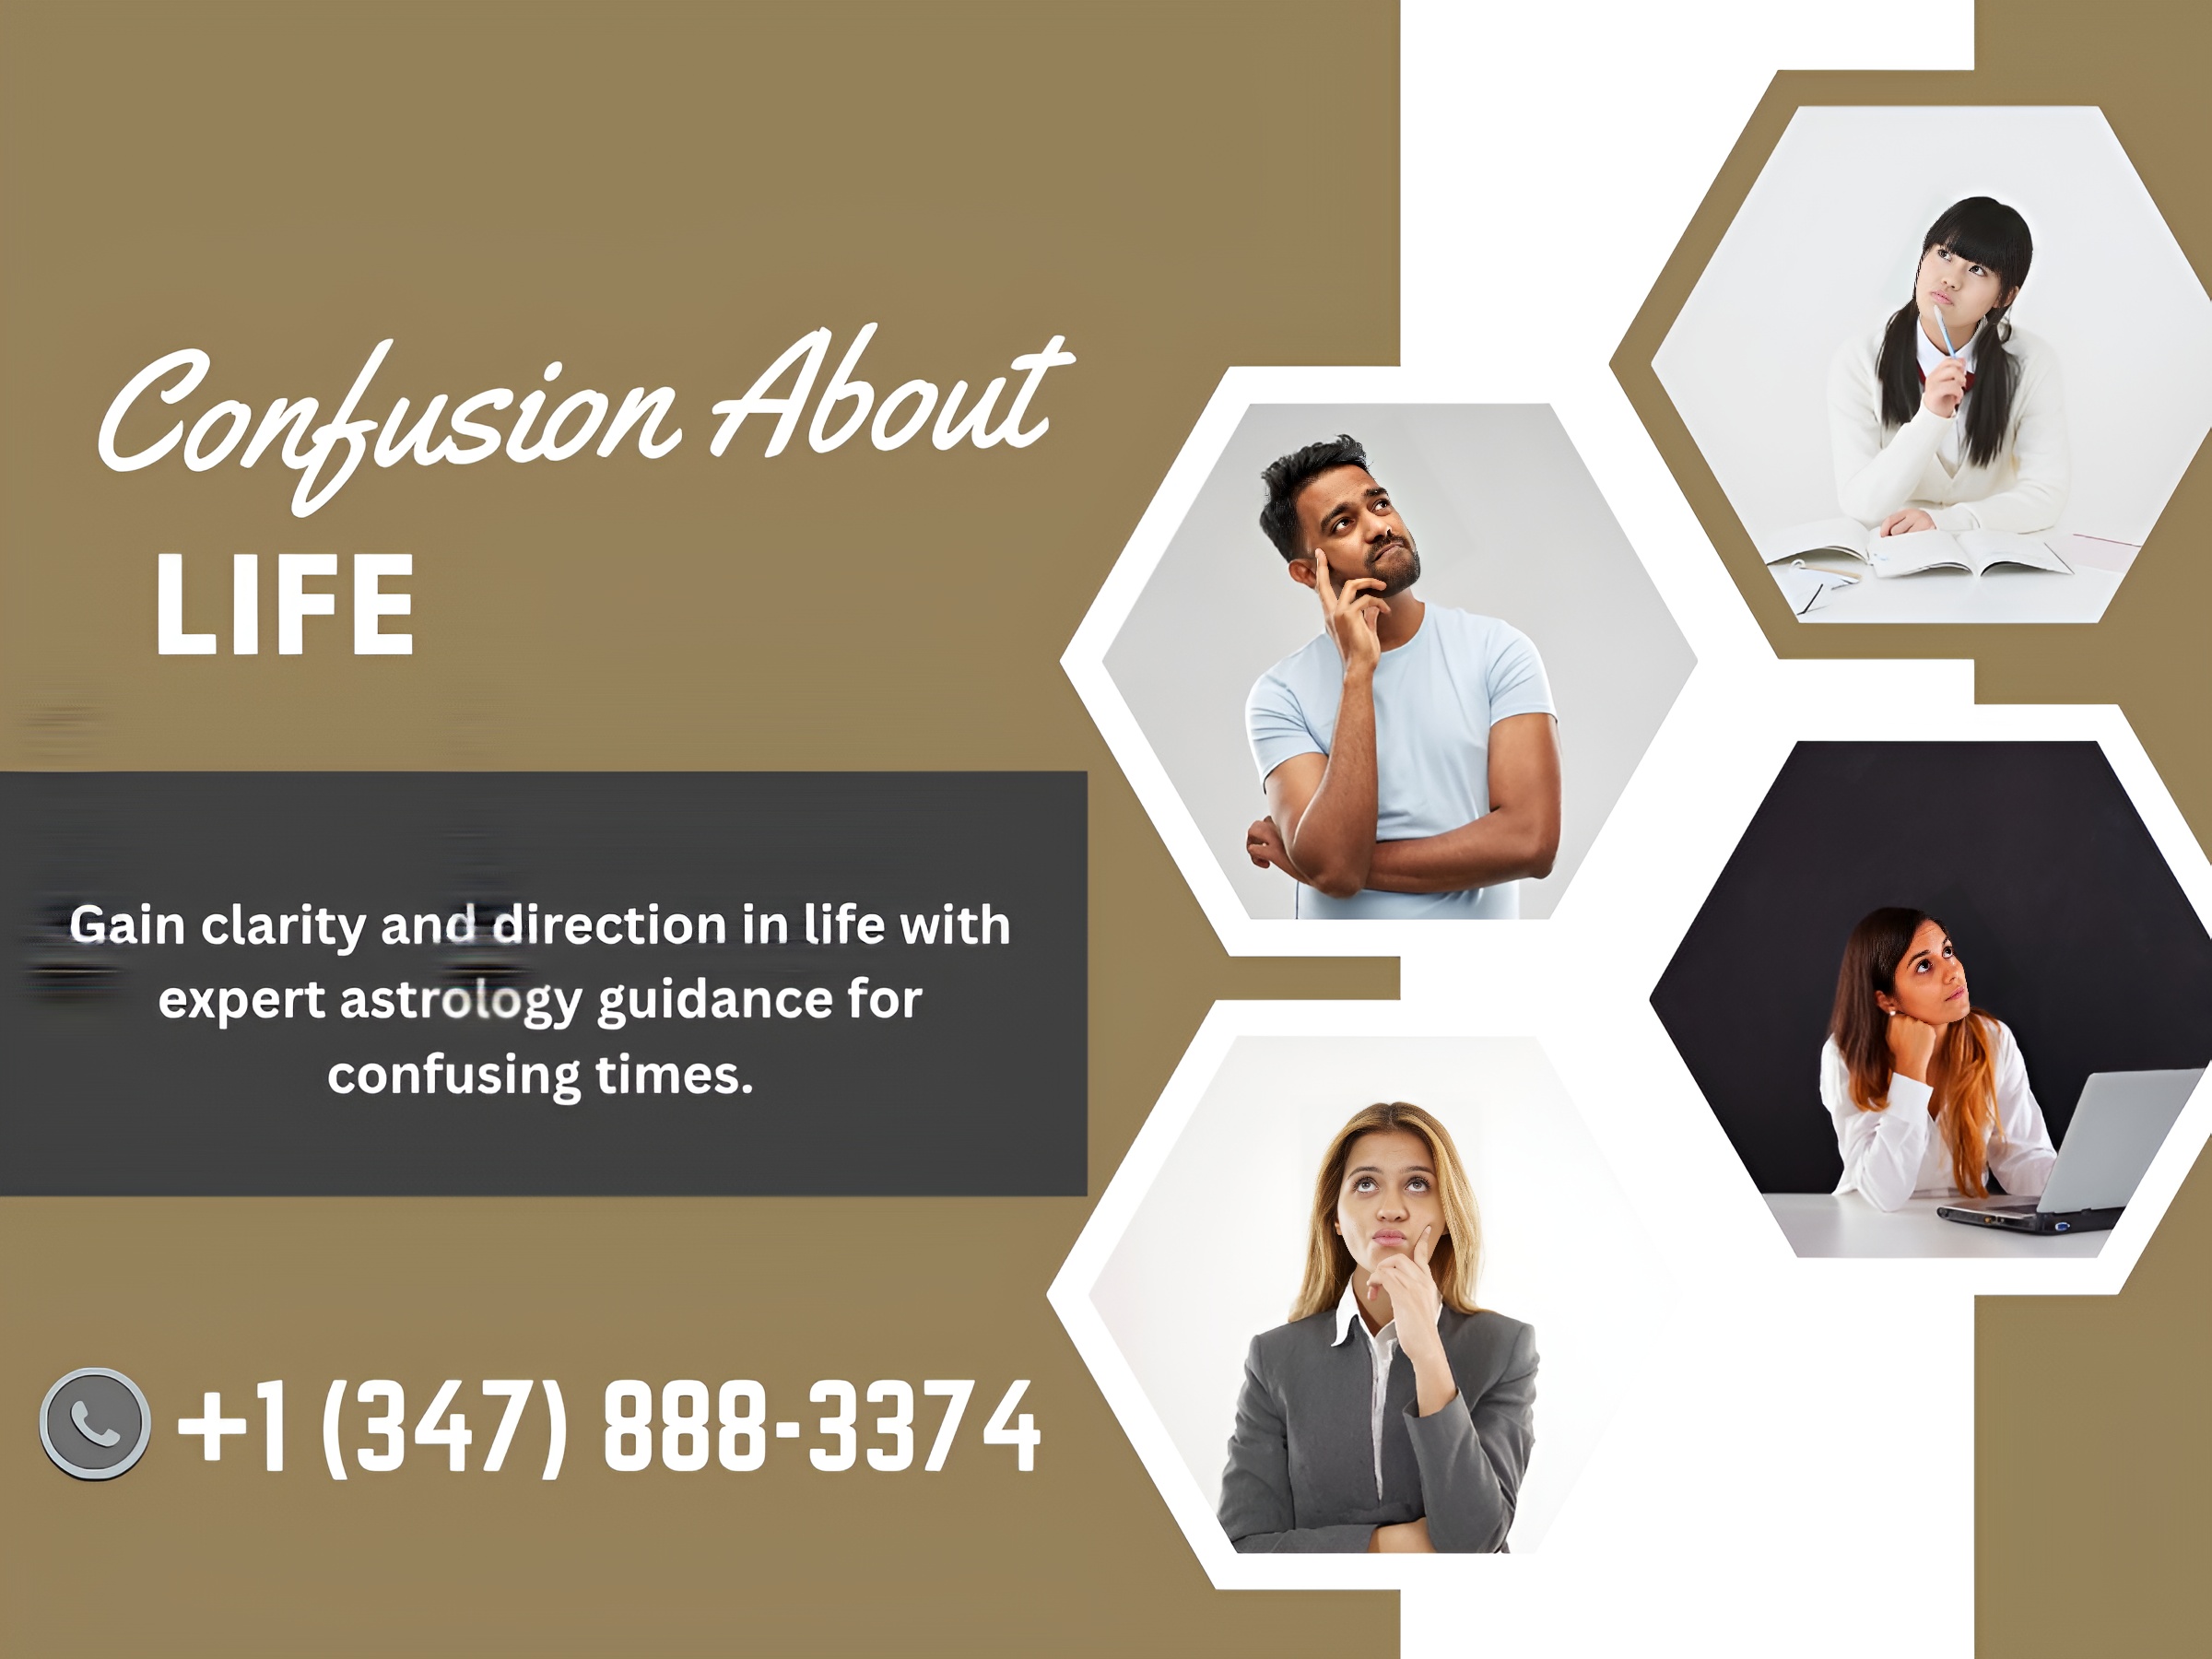 Confusion About
LIFE
Gain clarity and direction in life with
expert astrology guidance for
confusing times.
+1 (347) 888-3374